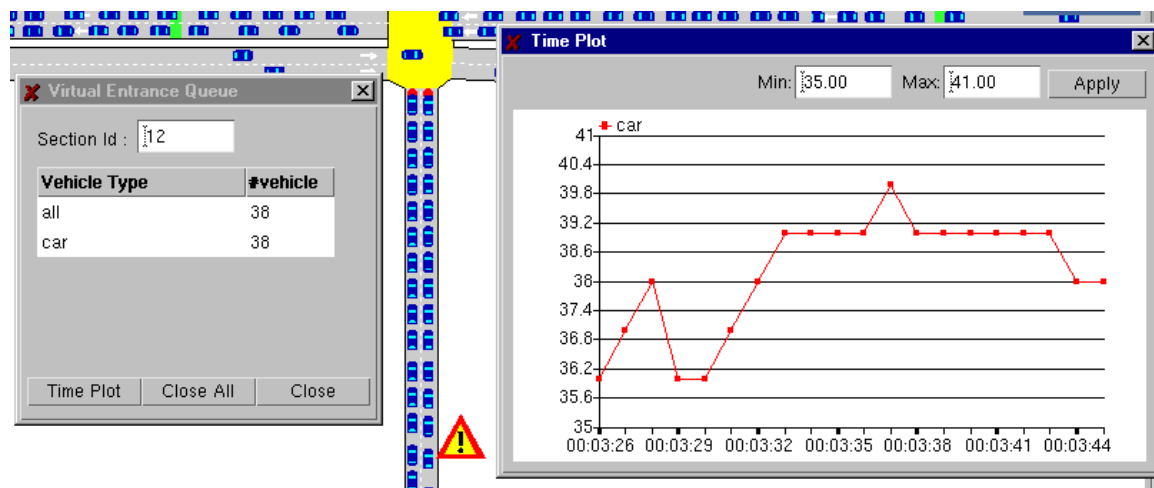 Virtual Entrance Queue
Section Id : 12
Vehicle Type #vehicle
all 38
car 38
Time Plot Close All Close
Time Plot
Min: 35.00 Max: 41.00 Apply
car
41
40.4
39.8
39.2
38.6
38
37.4
36.8
36.2
35.6
35
00:03:26 00:03:29 00:03:32 00:03:35 00:03:38 00:03:41 00:03:44
!